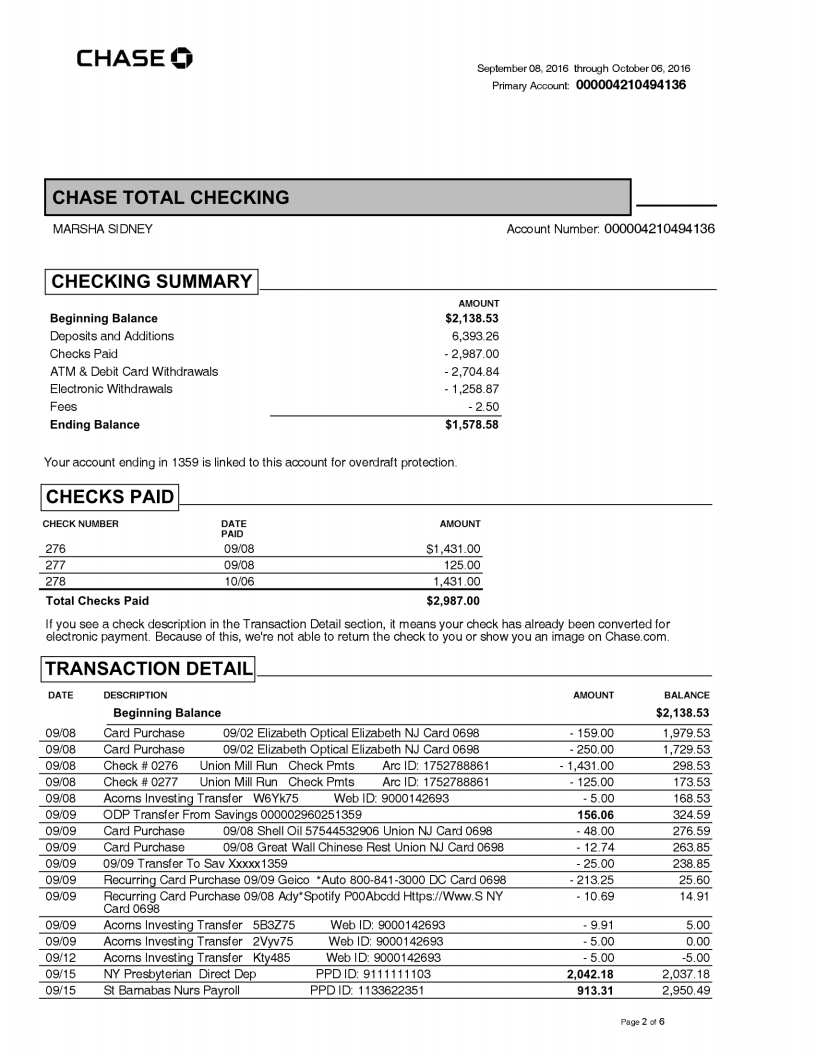 CHASE
September 08, 2016 through October 06, 2016
Primary Account: 000004210494136
CHASE TOTAL CHECKING
MARSHA SIDNEY Account Number: 000004210494136
CHECKING SUMMARY
AMOUNT
Beginning Balance $2,138.53
Deposits and Additions 6,393.26
Checks Paid - 2,987.00
ATM & Debit Card Withdrawals - 2,704.84
Electronic Withdrawals - 1,258.87
Fees - 2.50
Ending Balance $1,578.58
Your account ending in 1359 is linked to this account for overdraft protection.
CHECKS PAID
CHECK NUMBER DATE PAID AMOUNT
276 09/08 $1,431.00
277 09/08 125.00
278 10/06 1,431.00
Total Checks Paid $2,987.00
If you see a check description in the Transaction Detail section, it means your check has already been converted for
electronic payment. Because of this, we're not able to return the check to you or show you an image on Chase.com.
TRANSACTION DETAIL
DATE DESCRIPTION AMOUNT BALANCE
Beginning Balance $2,138.53
09/08 Card Purchase 09/02 Elizabeth Optical Elizabeth NJ Card 0698 - 159.00 1,979.53
09/08 Card Purchase 09/02 Elizabeth Optical Elizabeth NJ Card 0698 - 250.00 1,729.53
09/08 Check # 0276 Union Mill Run Check Pmts Arc ID: 1752788861 - 1,431.00 298.53
09/08 Check # 0277 Union Mill Run Check Pmts Arc ID: 1752788861 - 125.00 173.53
09/08 Acorns Investing Transfer W6Yk75 Web ID: 9000142693 - 5.00 168.53
09/09 ODP Transfer From Savings 000002960251359 156.06 324.59
09/09 Card Purchase 09/08 Shell Oil 57544532906 Union NJ Card 0698 - 48.00 276.59
09/09 Card Purchase 09/08 Great Wall Chinese Rest Union NJ Card 0698 - 12.74 263.85
09/09 09/09 Transfer To Sav Xxxxx1359 - 25.00 238.85
09/09 Recurring Card Purchase 09/09 Geico *Auto 800-841-3000 DC Card 0698 - 213.25 25.60
09/09 Recurring Card Purchase 09/08 Ady*Spotify P00Abcdd Https://Www.S NY - 10.69 14.91
Card 0698
09/09 Acorns Investing Transfer 5B3Z75 Web ID: 9000142693 - 9.91 5.00
09/09 Acorns Investing Transfer 2Vyv75 Web ID: 9000142693 - 5.00 0.00
09/12 Acorns Investing Transfer Kty485 Web ID: 9000142693 - 5.00 -5.00
09/15 NY Presbyterian Direct Dep PPD ID: 9111111103 2,042.18 2,037.18
09/15 St Barnabas Nurs Payroll PPD ID: 1133622351 913.31 2,950.49
Page 2 of 6